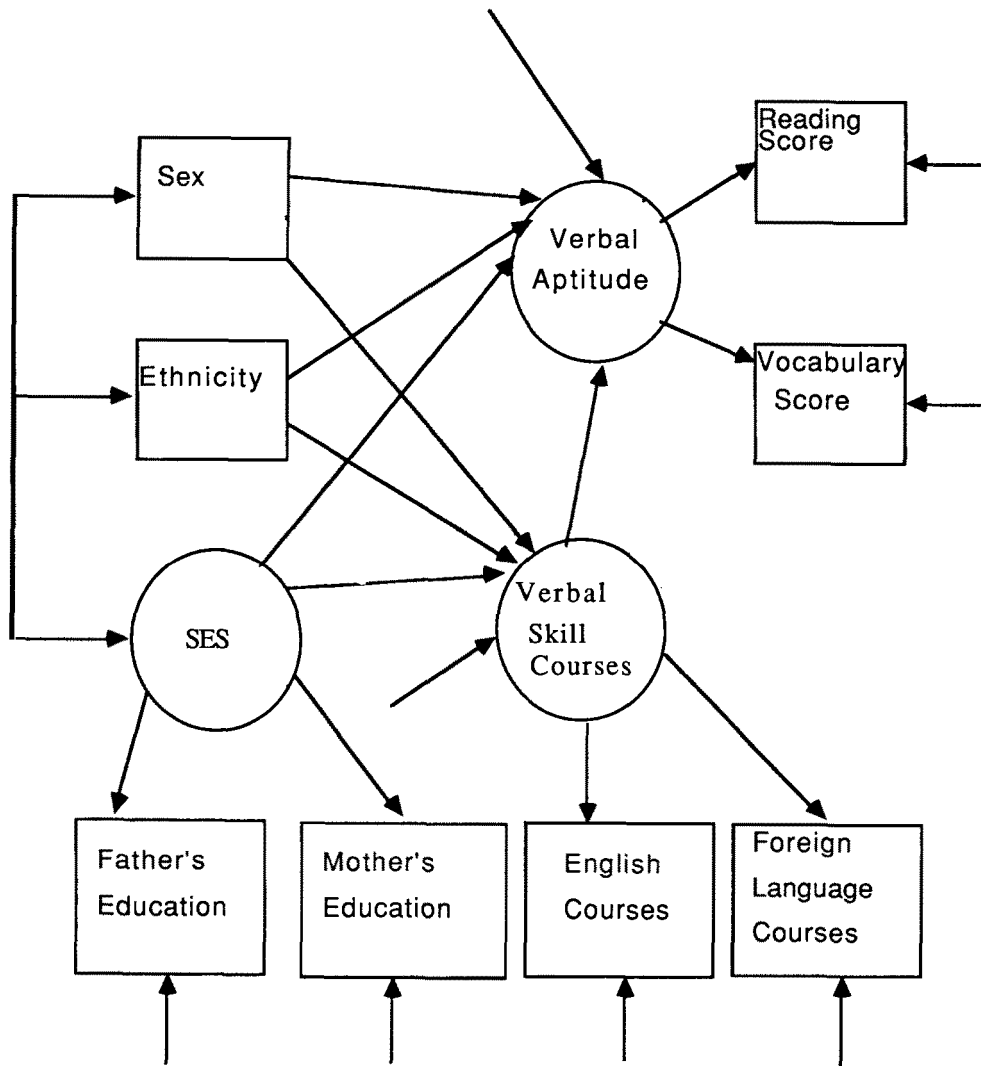 Reading
Score
Sex
Verbal
Aptitude
Ethnicity
Vocabulary
Score
SES
Verbal
Skill
Courses
Father's
Education
Mother's
Education
English
Courses
Foreign
Language
Courses